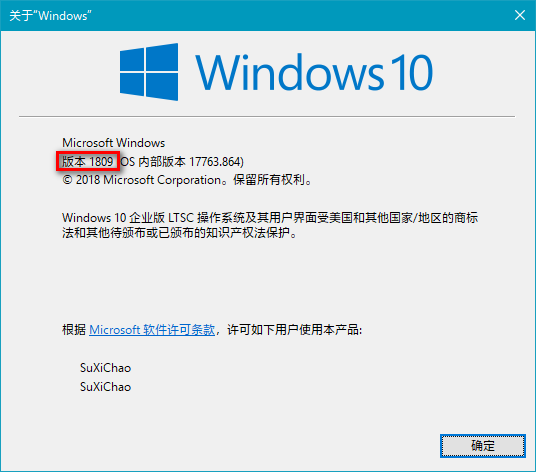 关于“Windows”
Windows 10
Microsoft Windows
版本 1809 OS 内部版本 17763.864)
© 2018 Microsoft Corporation。保留所有权利。
Windows 10 企业版 LTSC 操作系统及其用户界面受美国和其他国家/地区的商标
法和其他待颁布或已颁布的知识产权法保护。
根据 Microsoft 软件许可条款，许可如下用户使用本产品:
SuXiChao
SuXiChao
确定